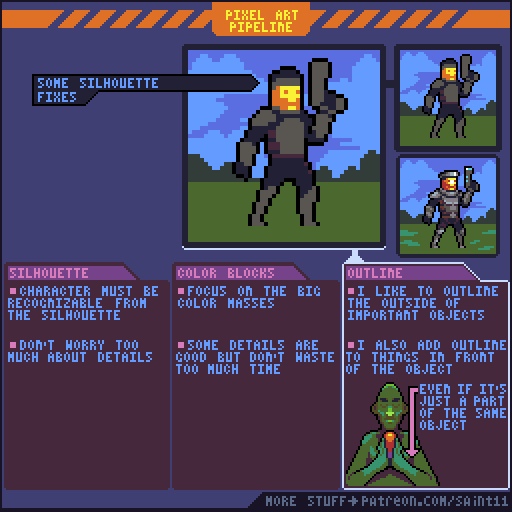 PIXEL ART
PIPELINE
SOME SILHOUETTE
FIXES
SILHOUETTE
CHARACTER MUST BE
RECOGNIZABLE FROM
THE SILHOUETTE
DON'T WORRY TOO
MUCH ABOUT DETAILS
COLOR BLOCKS
FOCUS ON THE BIG
COLOR MASSES
SOME DETAILS ARE
GOOD BUT DON'T WASTE
TOO MUCH TIME
OUTLINE
I LIKE TO OUTLINE
THE OUTSIDE OF
IMPORTANT OBJECTS
I ALSO ADD OUTLINE
TO THINGS IN FRONT
OF THE OBJECT
EVEN IF IT'S
JUST A PART
OF THE SAME
OBJECT
MORE STUFF→PATREON.COM/SAINT11